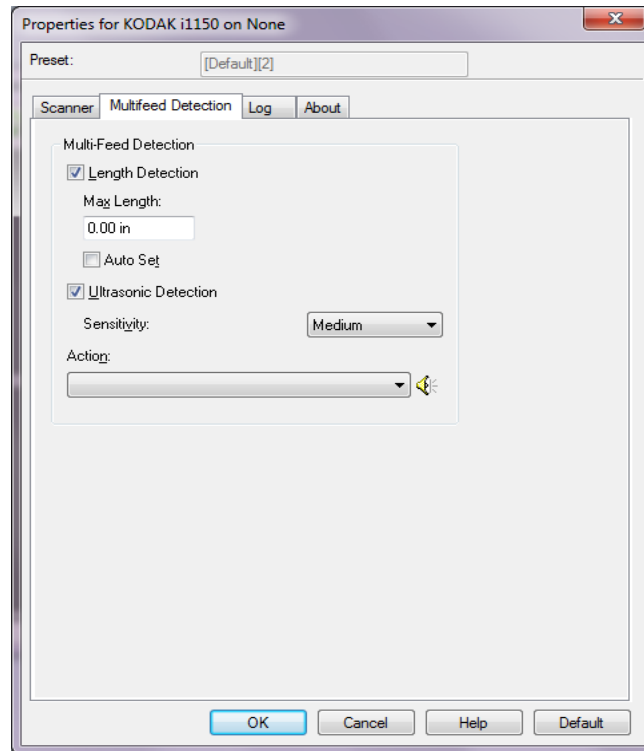 Properties for KODAK i1150 on None
Preset: [Default][2]
Scanner Multifeed Detection Log About
Multi-Feed Detection
Length Detection
Max Length:
0.00 in
Auto Set
Ultrasonic Detection
Sensitivity: Medium
Action:
OK Cancel Help Default